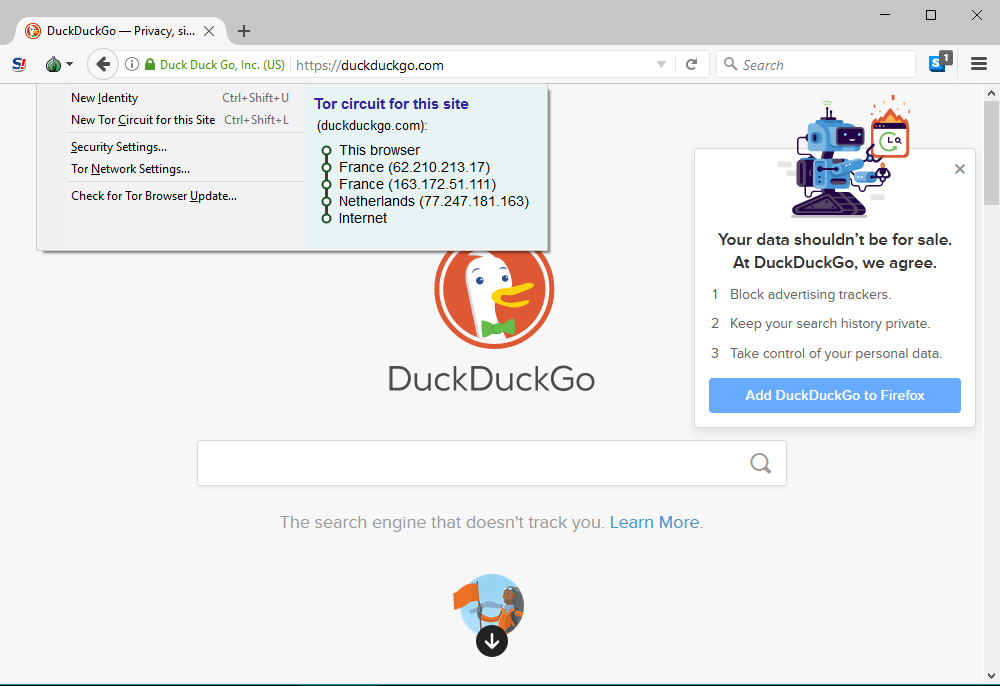 DuckDuckGo — Privacy, si...
S!
Duck Duck Go, Inc. (US)
https://duckduckgo.com
Search
S
1
New Identity Ctrl+Shift+U
New Tor Circuit for this Site Ctrl+Shift+L
Security Settings...
Tor Network Settings...
Check for Tor Browser Update...
Tor circuit for this site
(duckduckgo.com):
This browser
France (62.210.213.17)
France (163.172.51.111)
Netherlands (77.247.181.163)
Internet
DuckDuckGo
The search engine that doesn't track you. Learn More.
Your data shouldn’t be for sale.
At DuckDuckGo, we agree.
1 Block advertising trackers.
2 Keep your search history private.
3 Take control of your personal data.
Add DuckDuckGo to Firefox